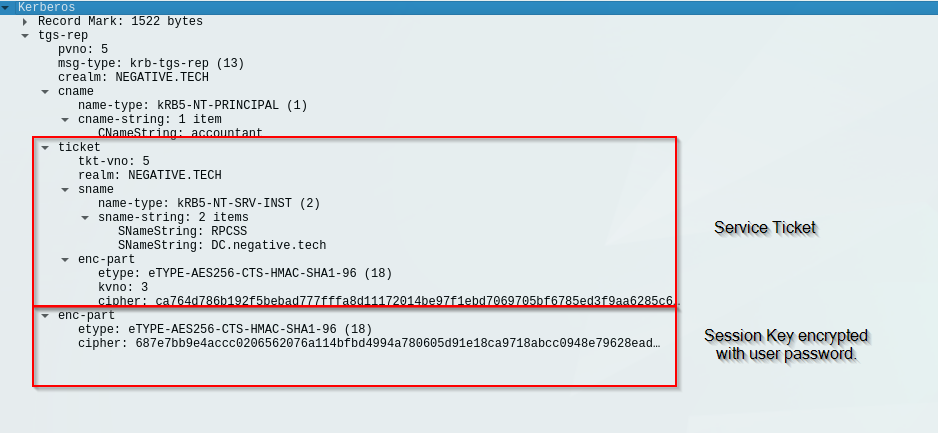 Kerberos
Record Mark: 1522 bytes
tgs-rep
pvno: 5
msg-type: krb-tgs-rep (13)
crealm: NEGATIVE.TECH
cname
name-type: kRB5-NT-PRINCIPAL (1)
cname-string: 1 item
CNameString: accountant
ticket
tkt-vno: 5
realm: NEGATIVE.TECH
sname
name-type: kRB5-NT-SRV-INST (2)
sname-string: 2 items
SNameString: RPCSS
SNameString: DC.negative.tech
enc-part
etype: eTYPE-AES256-CTS-HMAC-SHA1-96 (18)
kvno: 3
cipher: ca764d786b192f5bebad777fffa8d11172014be97f1ebd7069705bf6785ed3f9aa6285c6…
Service Ticket
enc-part
etype: eTYPE-AES256-CTS-HMAC-SHA1-96 (18)
cipher: 687e7bb9e4accc0206562076a114bfbd4994a780605d91e18ca9718abcc0948e79628ead…
Session Key encrypted
with user password.